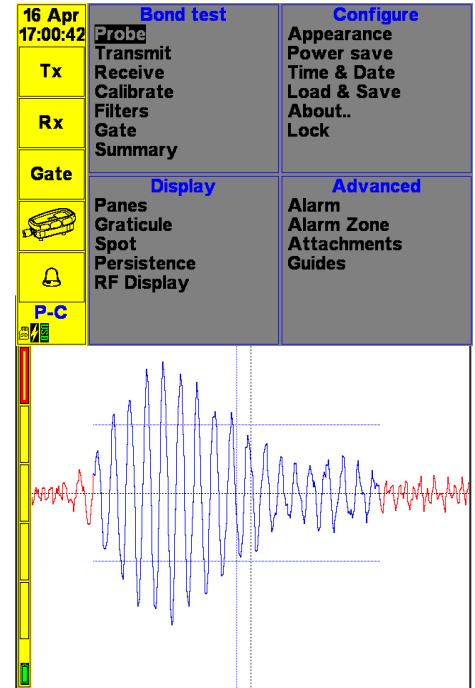 16 Apr
17:00:42
Tx
Rx
Gate
P-C
Bond test
Probe
Transmit
Receive
Calibrate
Filters
Gate
Summary
Configure
Appearance
Power save
Time & Date
Load & Save
About..
Lock
Display
Panes
Graticule
Spot
Persistence
RF Display
Advanced
Alarm
Alarm Zone
Attachments
Guides